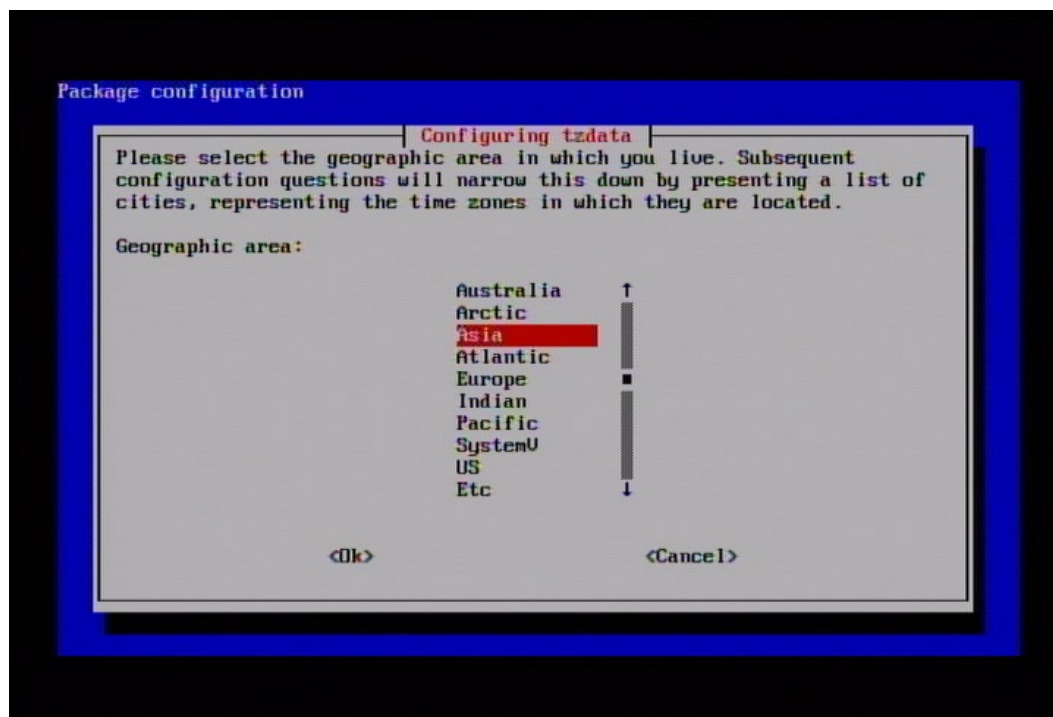 Package configuration
Configuring tzdata
Please select the geographic area in which you live. Subsequent
configuration questions will narrow this down by presenting a list of
cities, representing the time zones in which they are located.
Geographic area:
Australia
Arctic
Asia
Atlantic
Europe
Indian
Pacific
SystemV
US
Etc
<Ok> <Cancel>